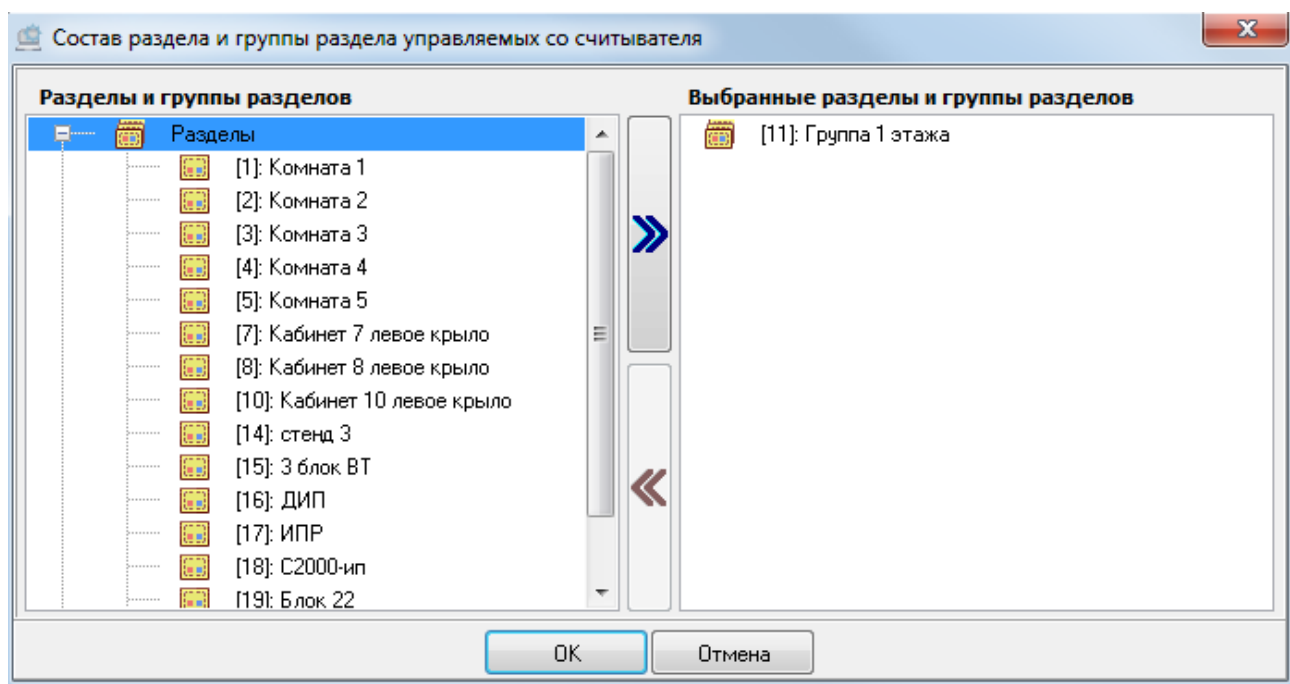 Состав раздела и группы раздела управляемых со считывателя
Разделы и группы разделов
Разделы
[1]: Комната 1
[2]: Комната 2
[3]: Комната 3
[4]: Комната 4
[5]: Комната 5
[7]: Кабинет 7 левое крыло
[8]: Кабинет 8 левое крыло
[10]: Кабинет 10 левое крыло
[14]: стенд 3
[15]: 3 блок ВТ
[16]: ДИП
[17]: ИПР
[18]: С2000-ип
[19]: Блок 22
Выбранные разделы и группы разделов
[11]: Группа 1 этажа
ОК
Отмена